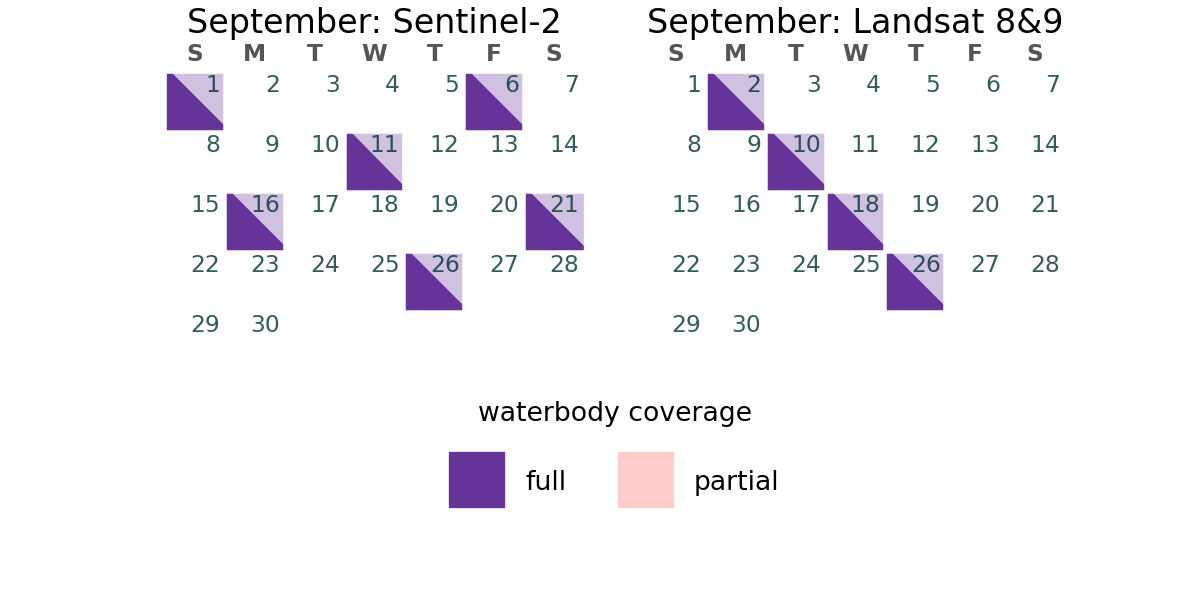 September: Sentinel-2
S M T W T F S
1 2 3 4 5 6 7
8 9 10 11 12 13 14
15 16 17 18 19 20 21
22 23 24 25 26 27 28
29 30
September: Landsat 8&9
S M T W T F S
1 2 3 4 5 6 7
8 9 10 11 12 13 14
15 16 17 18 19 20 21
22 23 24 25 26 27 28
29 30
waterbody coverage
full partial